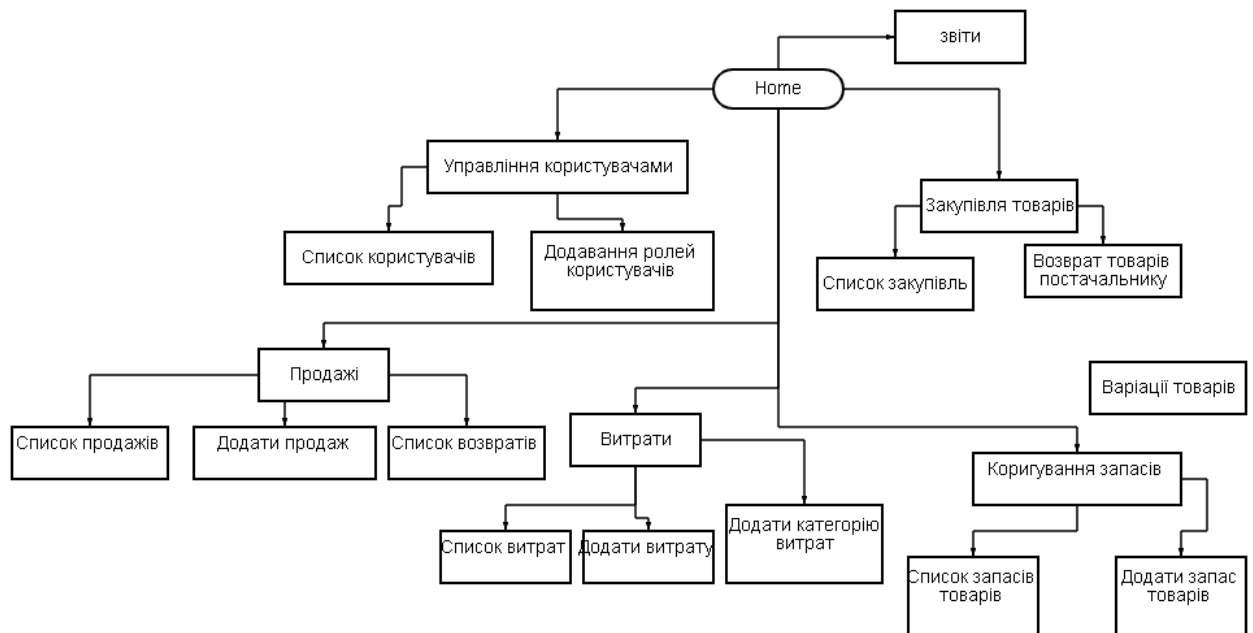 звіти
Home
Управління користувачами
Закупівля товарів
Список користувачів
Додавання ролей
користувачів
Список закупівль
Возврат товарів
постачальнику
Продажі
Варіації товарів
Список продажів
Додати продаж
Список возвратів
Витрати
Коригування запасів
Список витрат
Додати витрату
Додати категорію
витрат
Список запасів
товарів
Додати запас
товарів